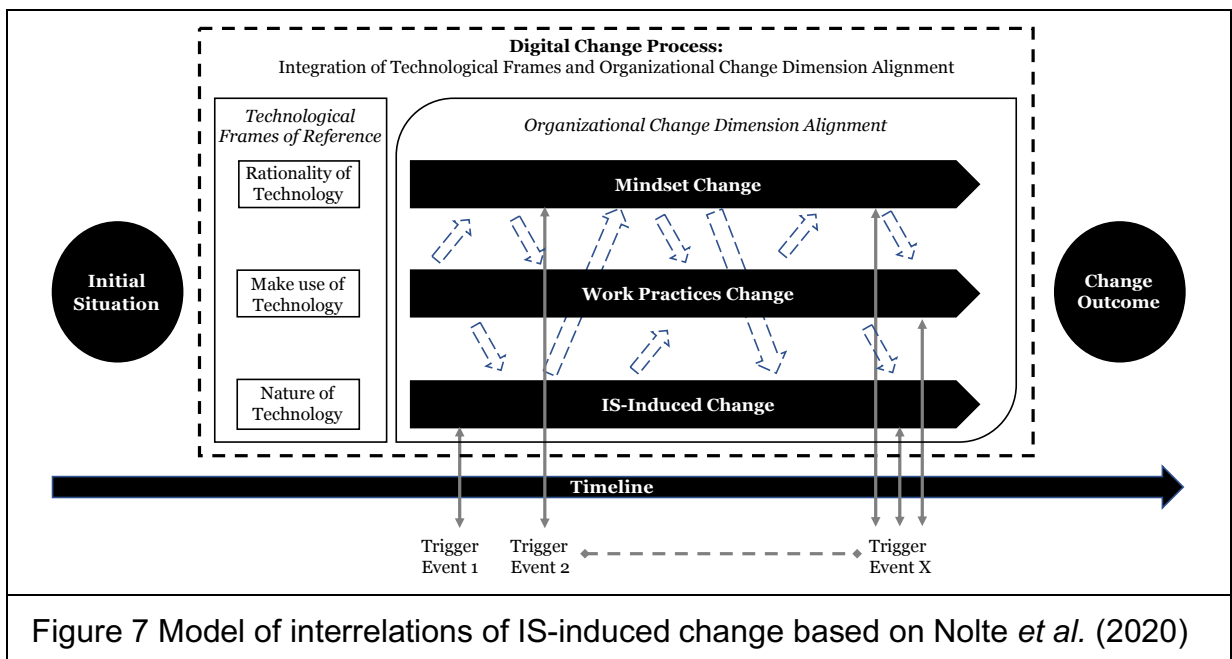 Digital Change Process:
Integration of Technological Frames and Organizational Change Dimension Alignment
Technological
Frames of Reference
Organizational Change Dimension Alignment
Rationality of
Technology
Mindset Change
Initial
Situation
Make use of
Technology
Work Practices Change
Change
Outcome
Nature of
Technology
IS-Induced Change
Timeline
Trigger
Event 1
Trigger
Event 2
Trigger
Event X
Figure 7 Model of interrelations of IS-induced change based on Nolte et al. (2020)